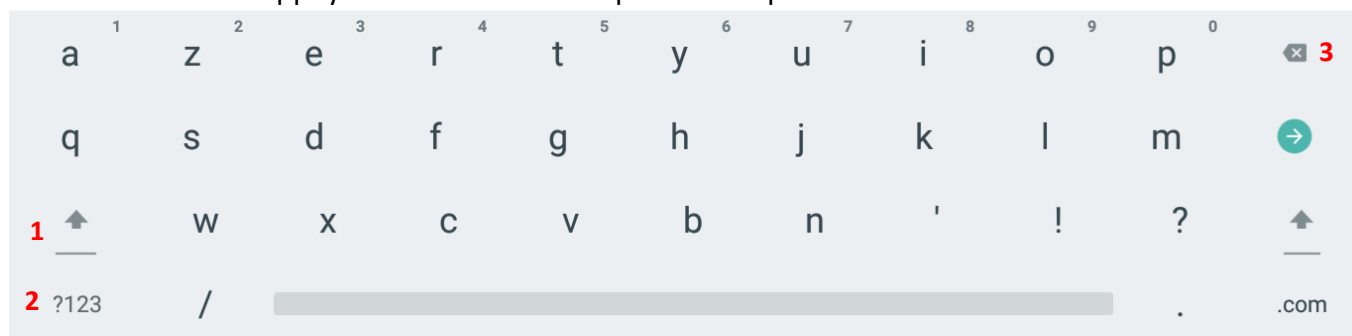 a 1 z 2 e 3 r 4 t 5 y 6 u 7 i 8 o 9 p 0 3
q s d f g h j k l m
1 w x c v b n ' ! ?
2 ?123 / . .com